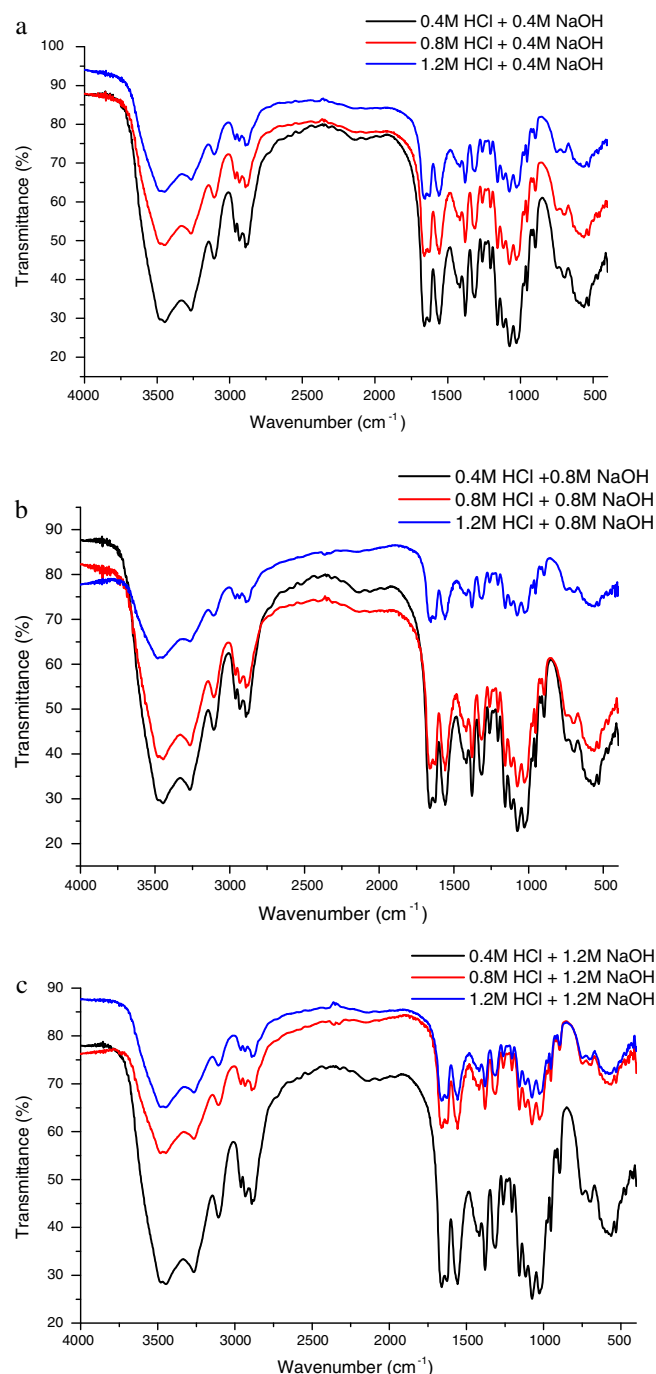 a
0.4M HCl + 0.4M NaOH
0.8M HCl + 0.4M NaOH
1.2M HCl + 0.4M NaOH
100
90
80
70
60
50
40
30
20
Transmittance (%)
4000 3500 3000 2500 2000 1500 1000 500
Wavenumber (cm⁻¹)
b
0.4M HCl +0.8M NaOH
0.8M HCl + 0.8M NaOH
1.2M HCl + 0.8M NaOH
90
80
70
60
50
40
30
20
Transmittance (%)
4000 3500 3000 2500 2000 1500 1000 500
Wavenumber (cm⁻¹)
c
0.4M HCl + 1.2M NaOH
0.8M HCl + 1.2M NaOH
1.2M HCl + 1.2M NaOH
90
80
70
60
50
40
30
20
Transmittance (%)
4000 3500 3000 2500 2000 1500 1000 500
Wavenumber (cm⁻¹)